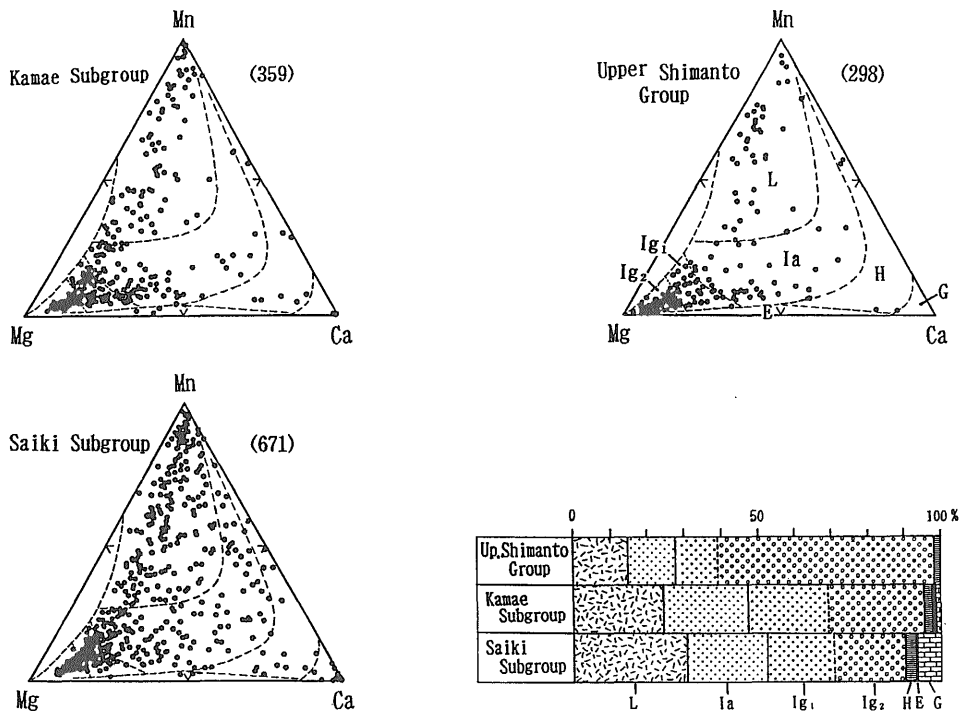 Mn
Kamae Subgroup (359)
Mg
Ca
Mn
Upper Shimanto
Group
(298)
L
Ig₁
Ia
Ig₂
H
G
E
Mg
Ca
Mn
Saiki Subgroup (671)
Mg
Ca
0 50 100 %
Up.Shimanto
Group
Kamae
Subgroup
Saiki
Subgroup
L Ia Ig₁ Ig₂ H E G